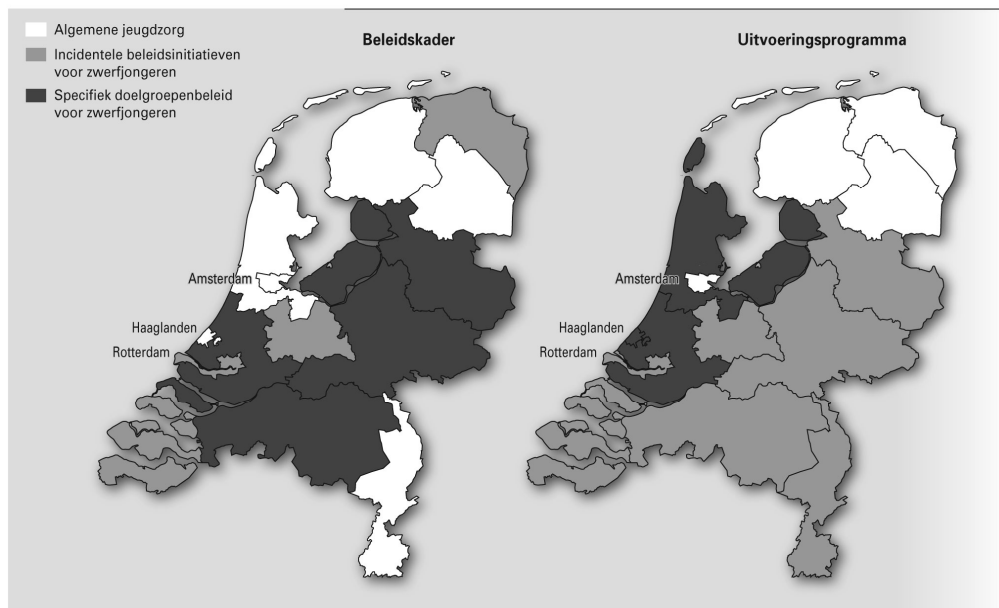 Algemene jeugdzorg
Incidentele beleidsinitiatieven
voor zwerfjongeren
Specifiek doelgroepenbeleid
voor zwerfjongeren
Beleidskader
Amsterdam
Haaglanden
Rotterdam
Uitvoeringsprogramma
Amsterdam
Haaglanden
Rotterdam